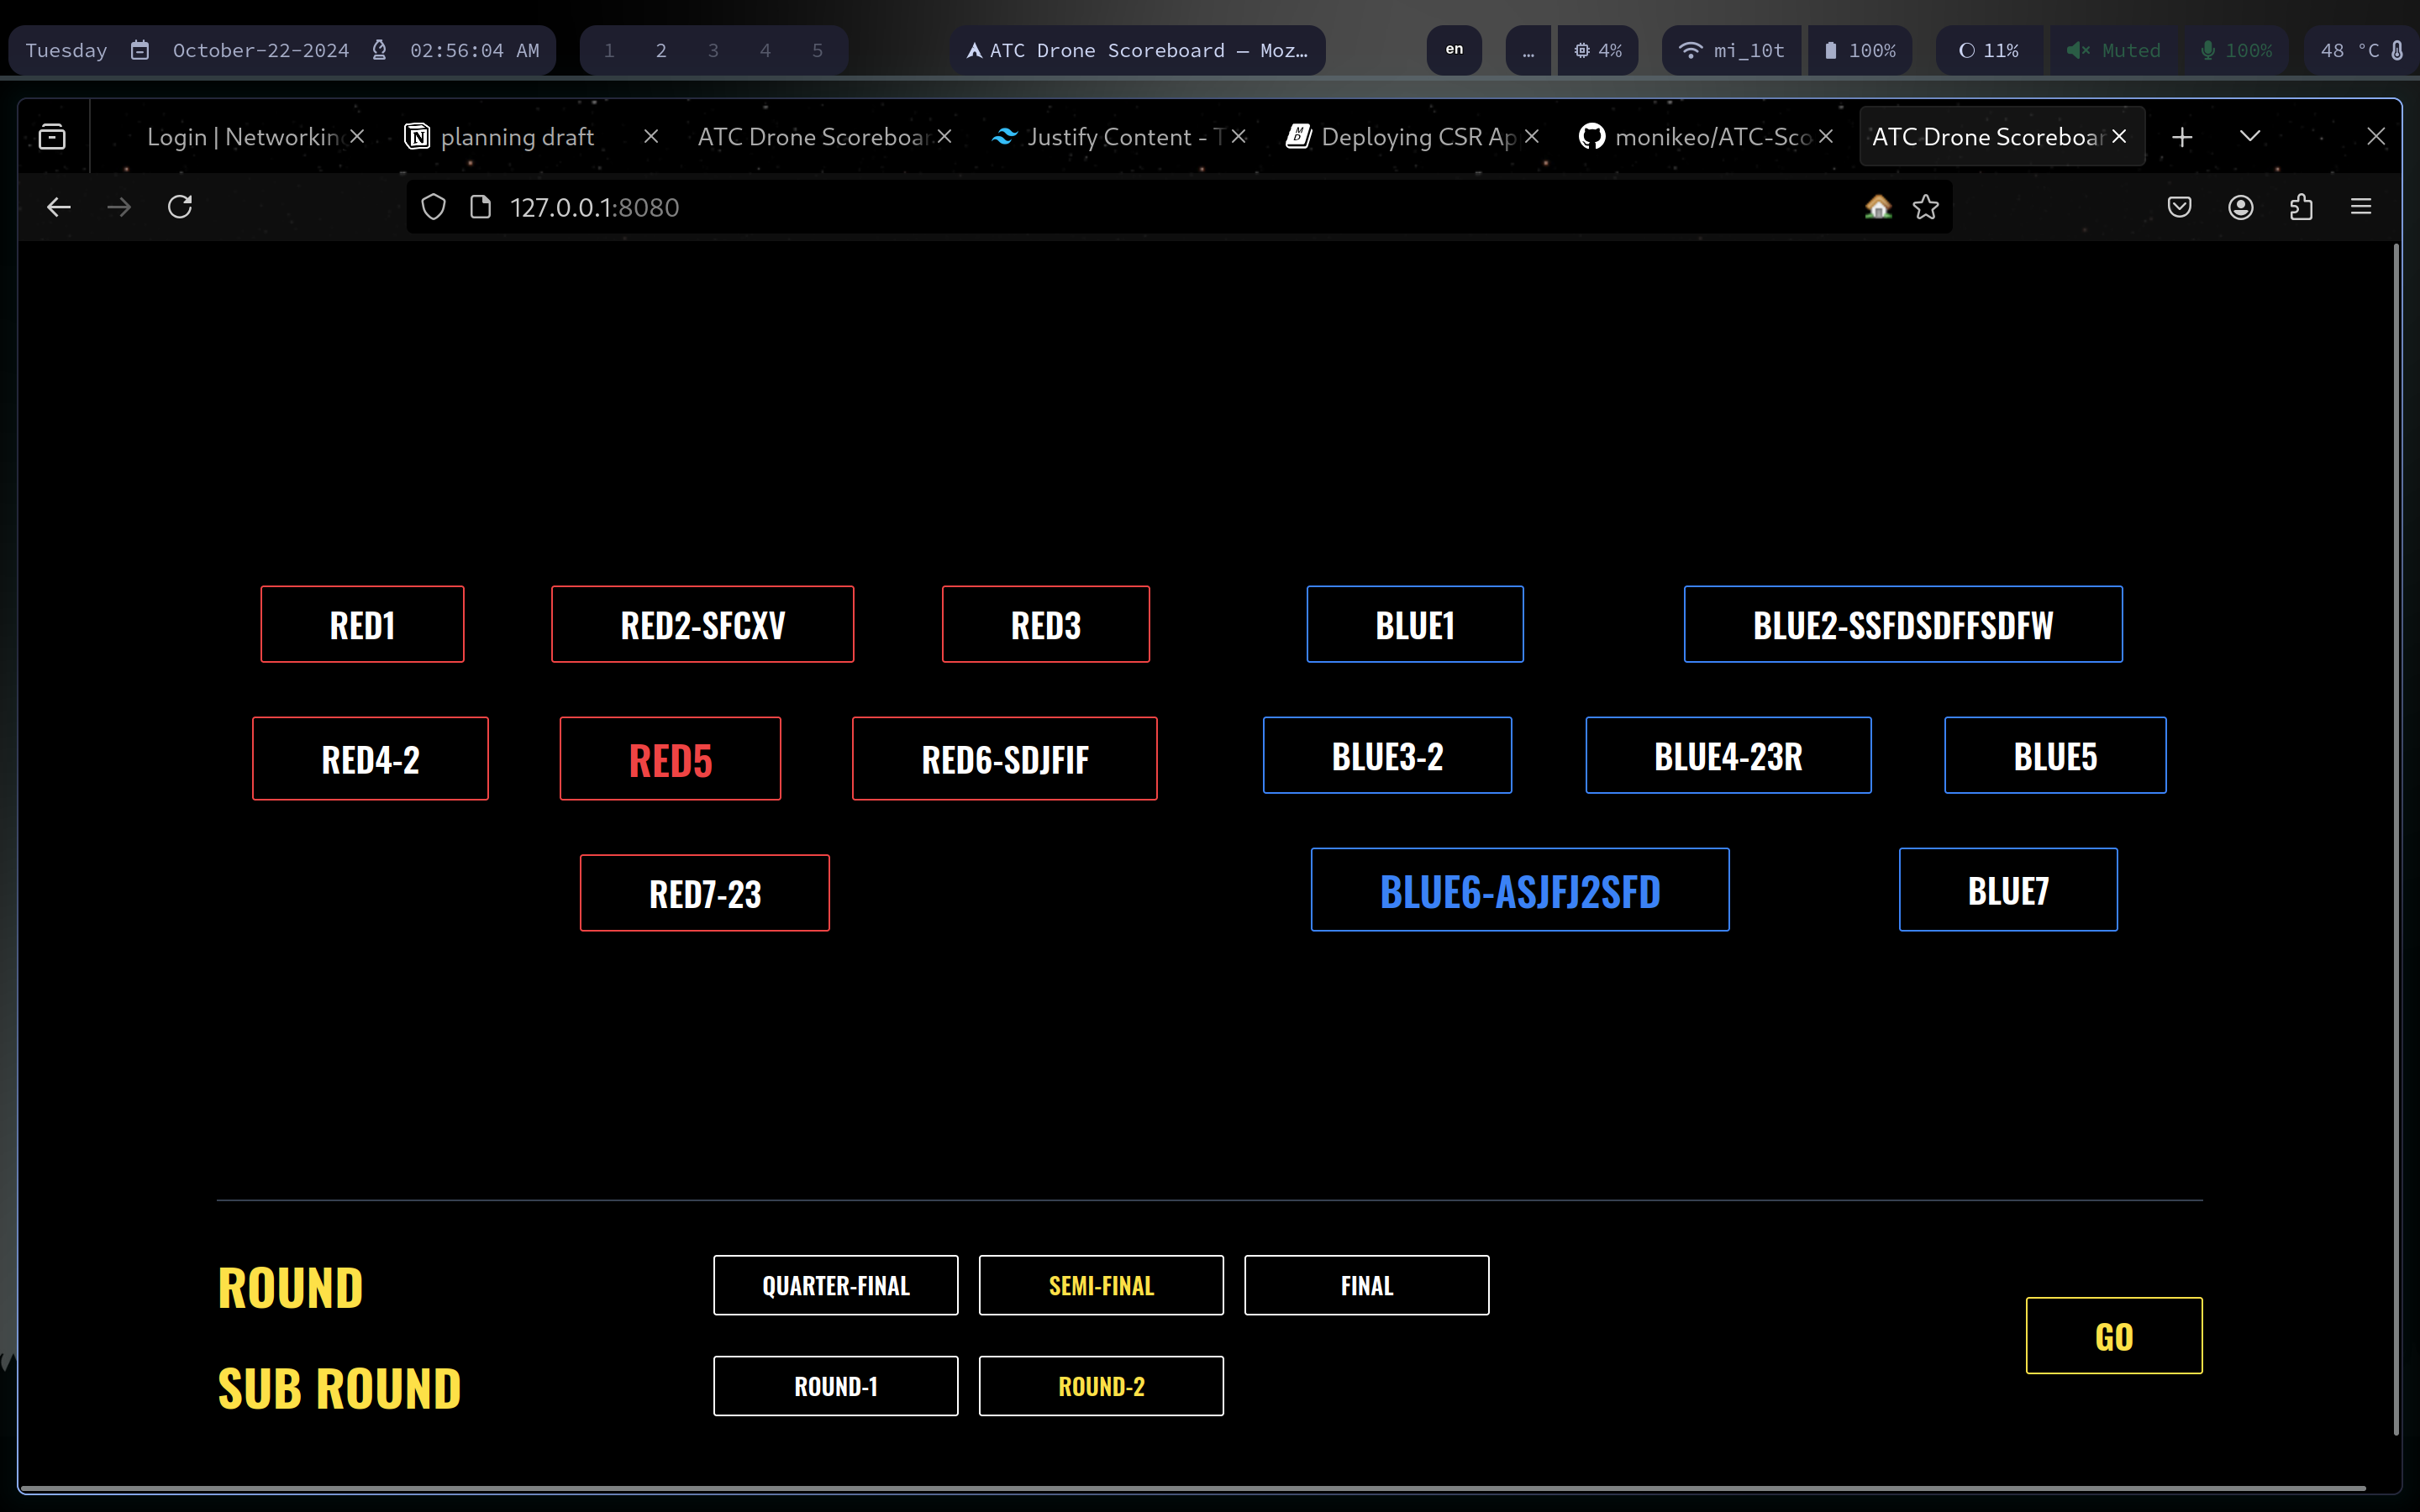 Tuesday October-22-2024 02:56:04 AM 1 2 3 4 5 ATC Drone Scoreboard — Moz… en … 4% mi_10t 100% 11% Muted 100% 48 °C
Login | Networkin planning draft ATC Drone Scoreboar Justify Content - T Deploying CSR Ap monikeo/ATC-Sco ATC Drone Scoreboar
127.0.0.1:8080
RED1 RED2-SFCXV RED3 BLUE1 BLUE2-SSFDSDFFSDFW
RED4-2 RED5 RED6-SDJFIF BLUE3-2 BLUE4-23R BLUE5
RED7-23 BLUE6-ASJFJ2SFD BLUE7
ROUND QUARTER-FINAL SEMI-FINAL FINAL
GO
SUB ROUND ROUND-1 ROUND-2